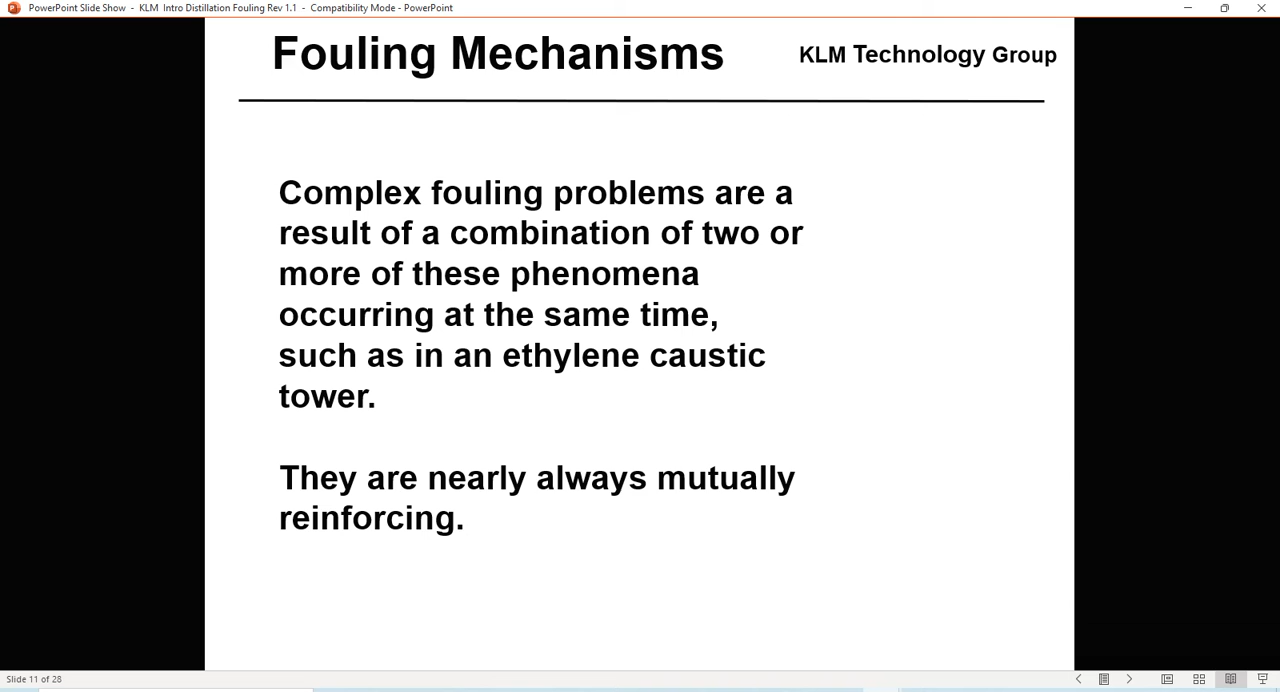 PowerPoint Slide Show - KLM Intro Distillation Fouling Rev 1.1 - Compatibility Mode - PowerPoint
Fouling Mechanisms
KLM Technology Group
Complex fouling problems are a
result of a combination of two or
more of these phenomena
occurring at the same time,
such as in an ethylene caustic
tower.
They are nearly always mutually
reinforcing.
Slide 11 of 28